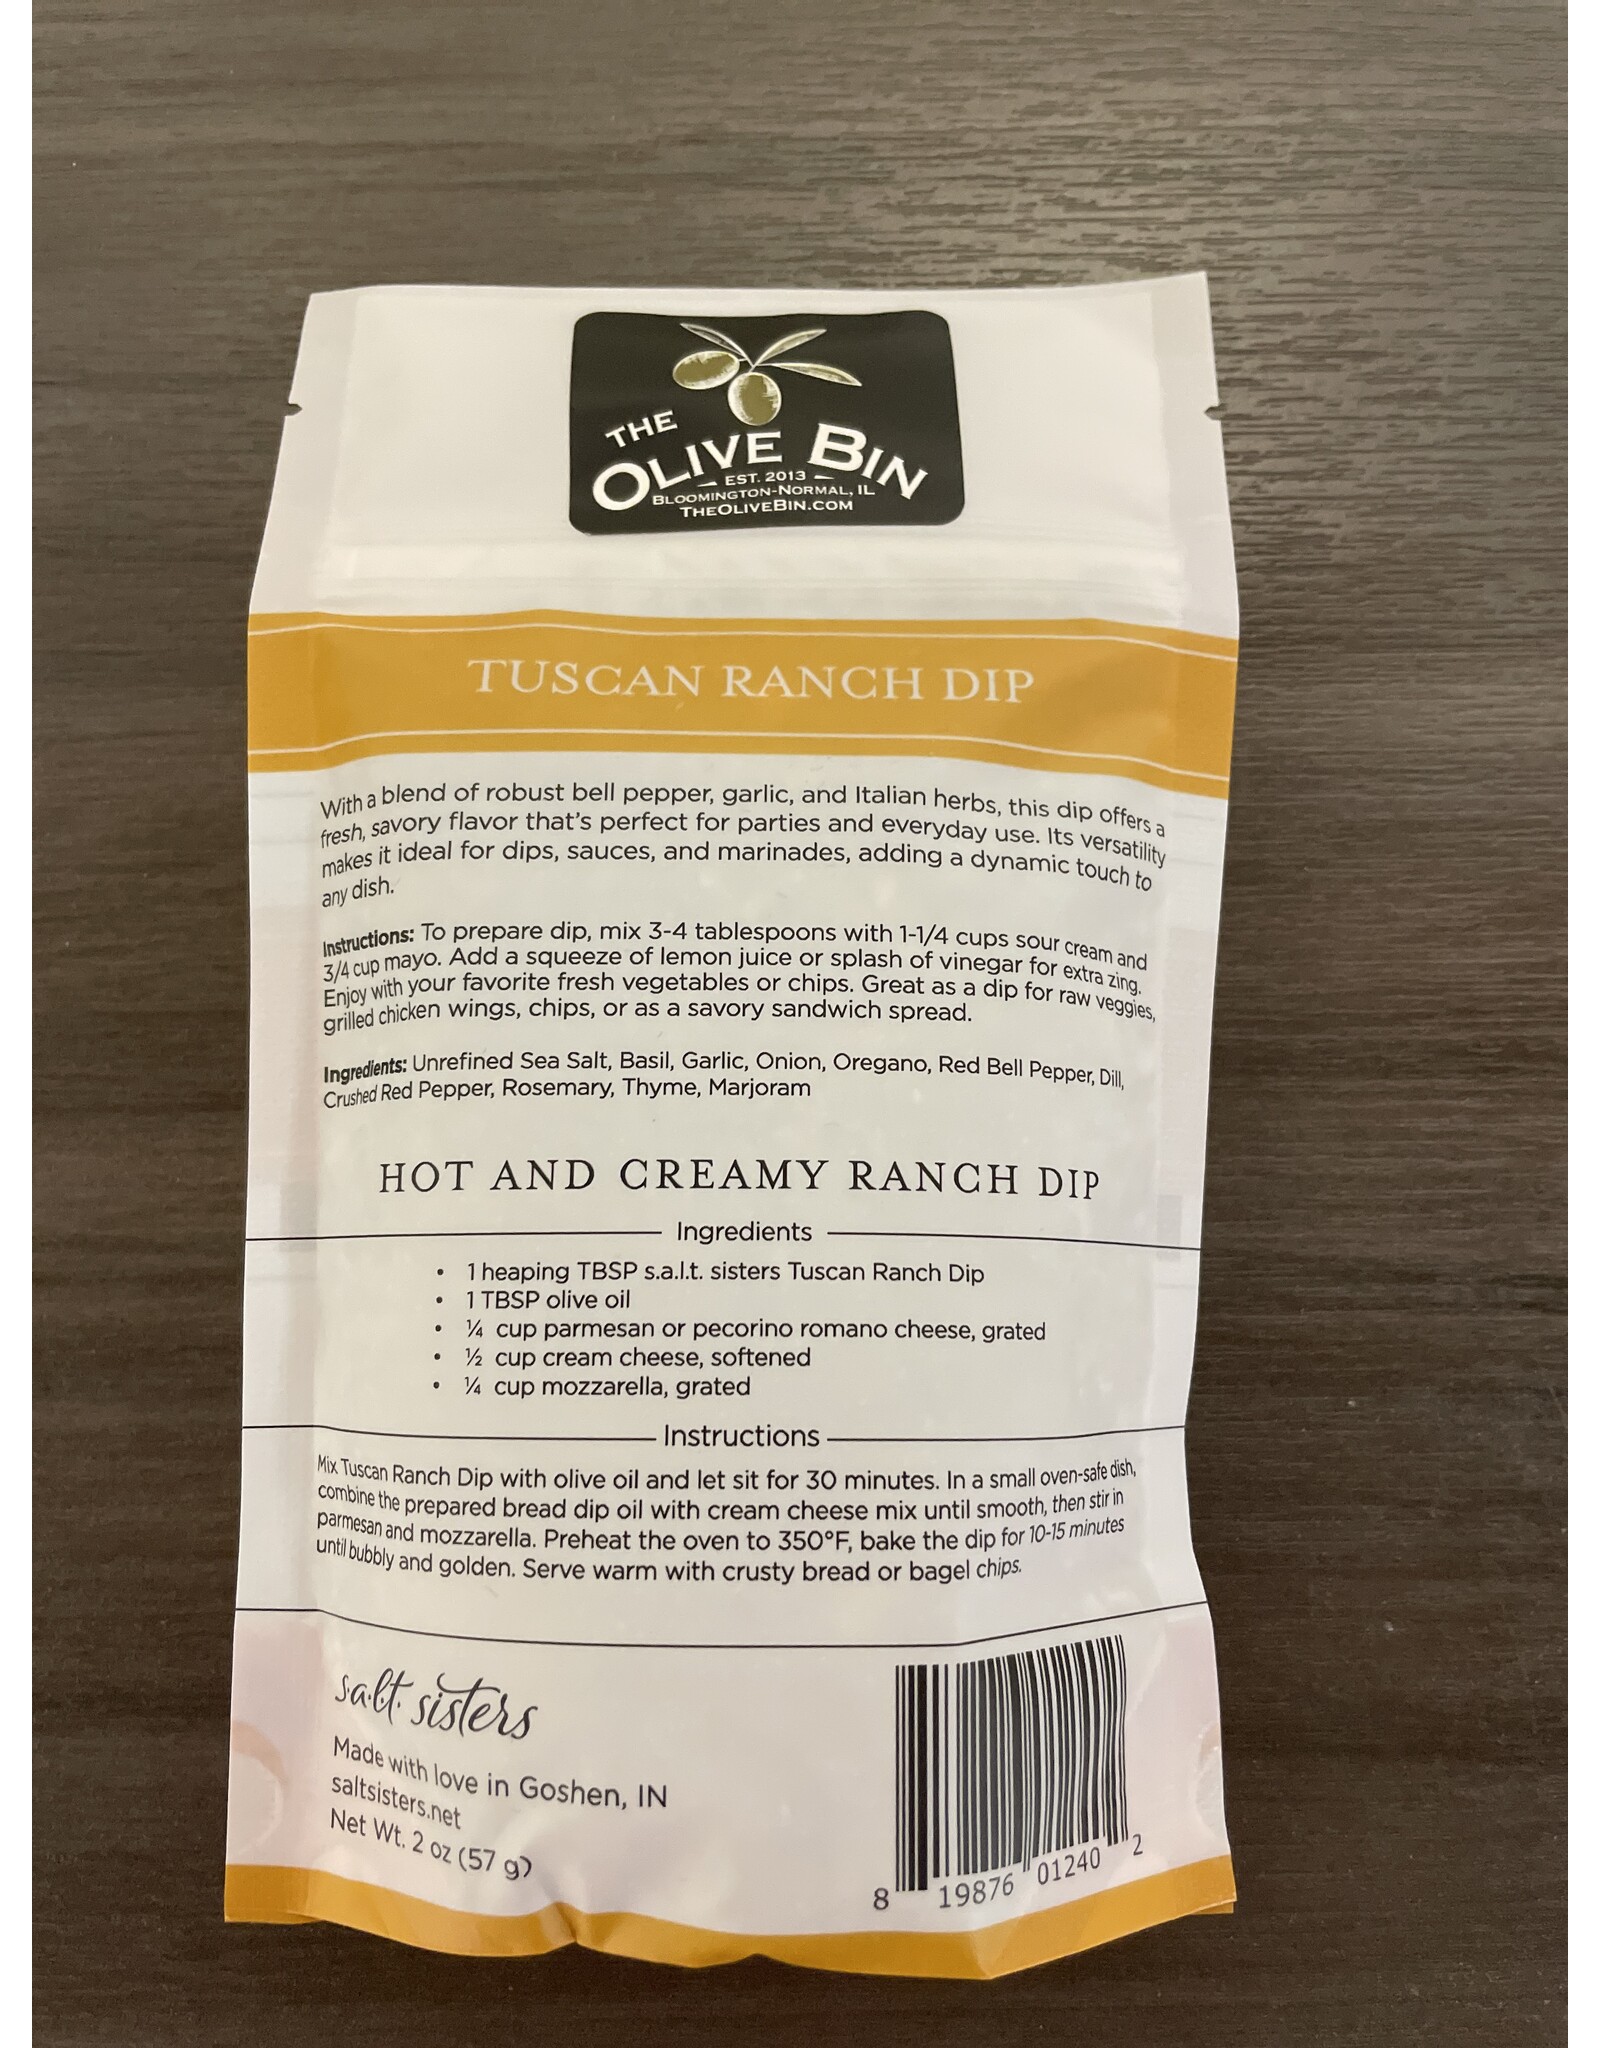 THE
OLIVE BIN
EST. 2013
BLOOMINGTON-NORMAL, IL
THEOLIVEBIN.COM
TUSCAN RANCH DIP
With a blend of robust bell pepper, garlic, and Italian herbs, this dip offers a
fresh, savory flavor that's perfect for parties and everyday use. Its versatility
makes it ideal for dips, sauces, and marinades, adding a dynamic touch to
any dish.
Instructions: To prepare dip, mix 3-4 tablespoons with 1-1/4 cups sour cream and
3/4 cup mayo. Add a squeeze of lemon juice or splash of vinegar for extra zing.
Enjoy with your favorite fresh vegetables or chips. Great as a dip for raw veggies,
grilled chicken wings, chips, or as a savory sandwich spread.
Ingredients: Unrefined Sea Salt, Basil, Garlic, Onion, Oregano, Red Bell Pepper, Dill,
Crushed Red Pepper, Rosemary, Thyme, Marjoram
HOT AND CREAMY RANCH DIP
Ingredients
• 1 heaping TBSP s.a.l.t. sisters Tuscan Ranch Dip
• 1 TBSP olive oil
• ¼ cup parmesan or pecorino romano cheese, grated
• ½ cup cream cheese, softened
• ¼ cup mozzarella, grated
Instructions
Mix Tuscan Ranch Dip with olive oil and let sit for 30 minutes. In a small oven-safe dish,
combine the prepared bread dip oil with cream cheese mix until smooth, then stir in
parmesan and mozzarella. Preheat the oven to 350°F, bake the dip for 10-15 minutes
until bubbly and golden. Serve warm with crusty bread or bagel chips.
s.a.l.t. sisters
Made with love in Goshen, IN
saltsisters.net
Net Wt. 2 oz (57 g)
8 19876 01240 2